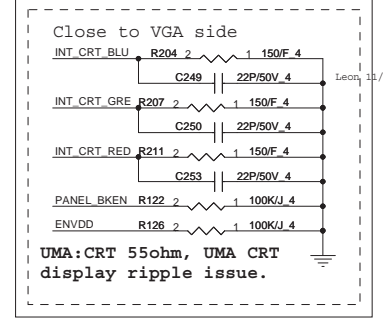 Close to VGA side
INT_CRT_BLU R204 2 1 150/F_4
C249 22P/50V_4
Leon 11/
INT_CRT_GRE R207 2 1 150/F_4
C250 22P/50V_4
INT_CRT_RED R211 2 1 150/F_4
C253 22P/50V_4
PANEL_BKEN R122 2 1 100K/J_4
ENVDD R126 2 1 100K/J_4
UMA:CRT 55ohm, UMA CRT
display ripple issue.